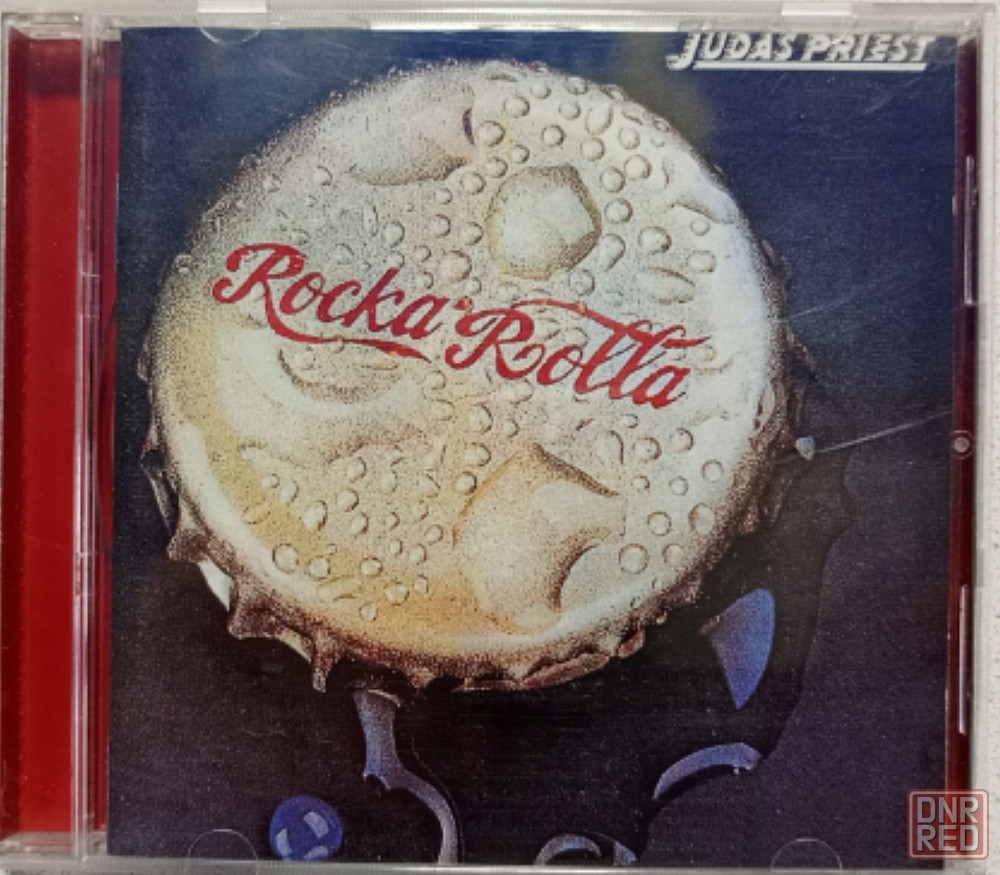 JUDAS PRIEST
Rocka Rolla
DNR
RED